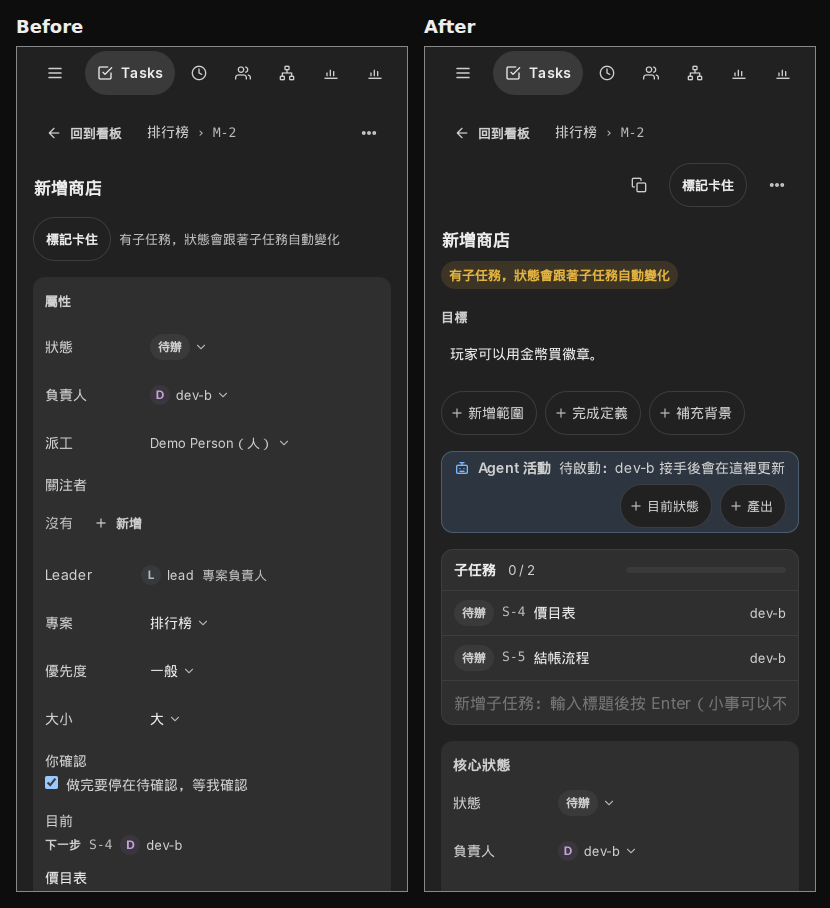 Before
Tasks
回到看板 排行榜 › M-2
新增商店
標記卡住 有子任務，狀態會跟著子任務自動變化
屬性
狀態 待辦
負責人 D dev-b
派工 Demo Person（人）
關注者
沒有 + 新增
Leader L lead 專案負責人
專案 排行榜
優先度 一般
大小 大
你確認
做完要停在待確認，等我確認
目前
下一步 S-4 D dev-b
價目表
After
Tasks
回到看板 排行榜 › M-2
標記卡住
新增商店
有子任務，狀態會跟著子任務自動變化
目標
玩家可以用金幣買徽章。
+ 新增範圍 + 完成定義 + 補充背景
Agent 活動 待啟動：dev-b 接手後會在這裡更新
+ 目前狀態 + 產出
子任務 0 / 2
待辦 S-4 價目表 dev-b
待辦 S-5 結帳流程 dev-b
新增子任務：輸入標題後按 Enter（小事可以不
核心狀態
狀態 待辦
負責人 D dev-b